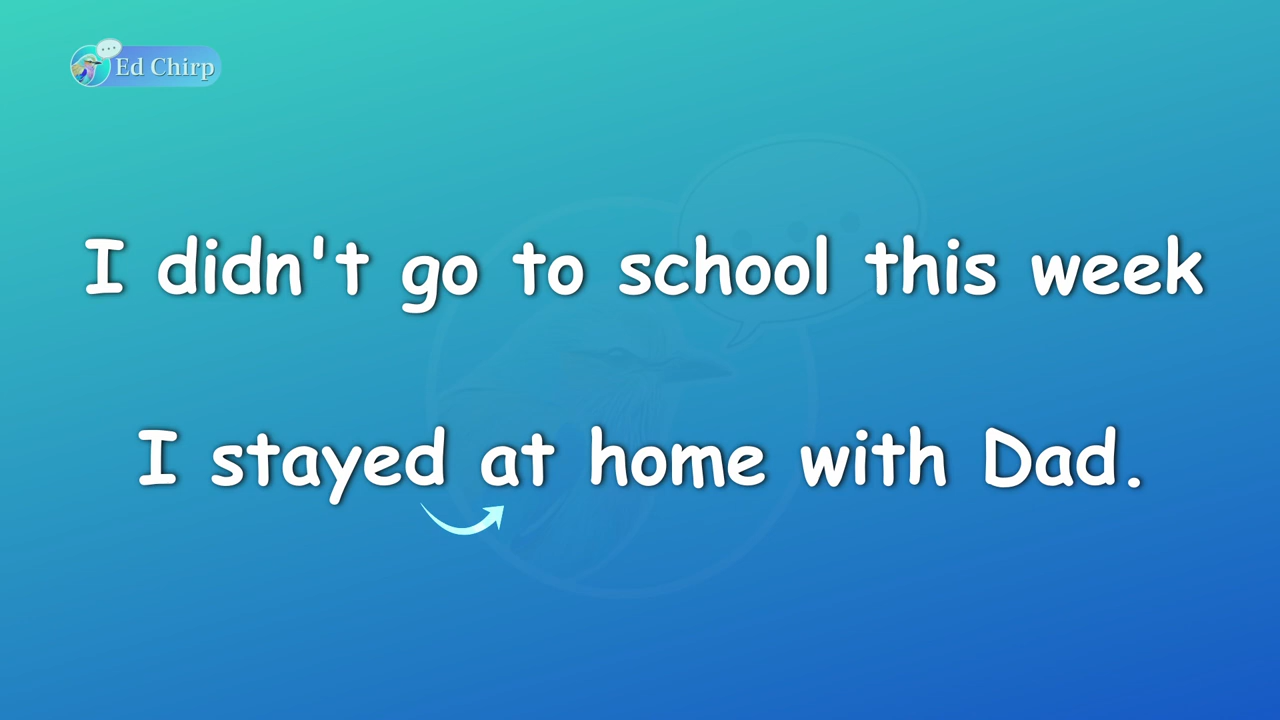 Ed Chirp
I didn't go to school this week
I stayed at home with Dad.